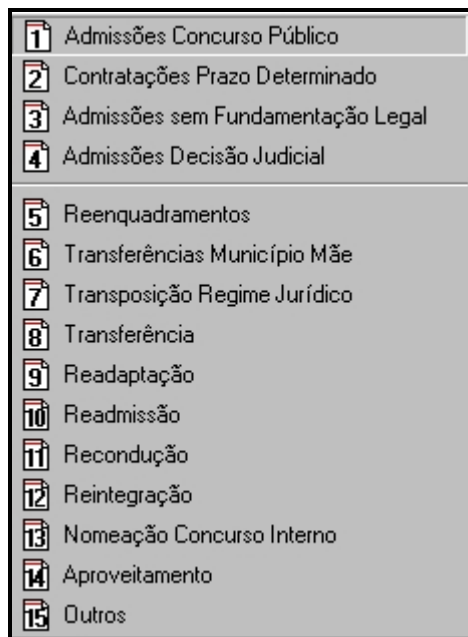 1 Admissões Concurso Público
2 Contratações Prazo Determinado
3 Admissões sem Fundamentação Legal
4 Admissões Decisão Judicial
5 Reenquadramentos
6 Transferências Município Mãe
7 Transposição Regime Jurídico
8 Transferência
9 Readaptação
10 Readmissão
11 Recondução
12 Reintegração
13 Nomeação Concurso Interno
14 Aproveitamento
15 Outros